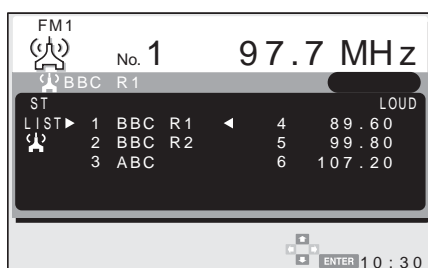 FM1
No. 1 97.7 MHz
BBC R1
ST LOUD
LIST 1 BBC R1 4 89.60
2 BBC R2 5 99.80
3 ABC 6 107.20
ENTER 10:30